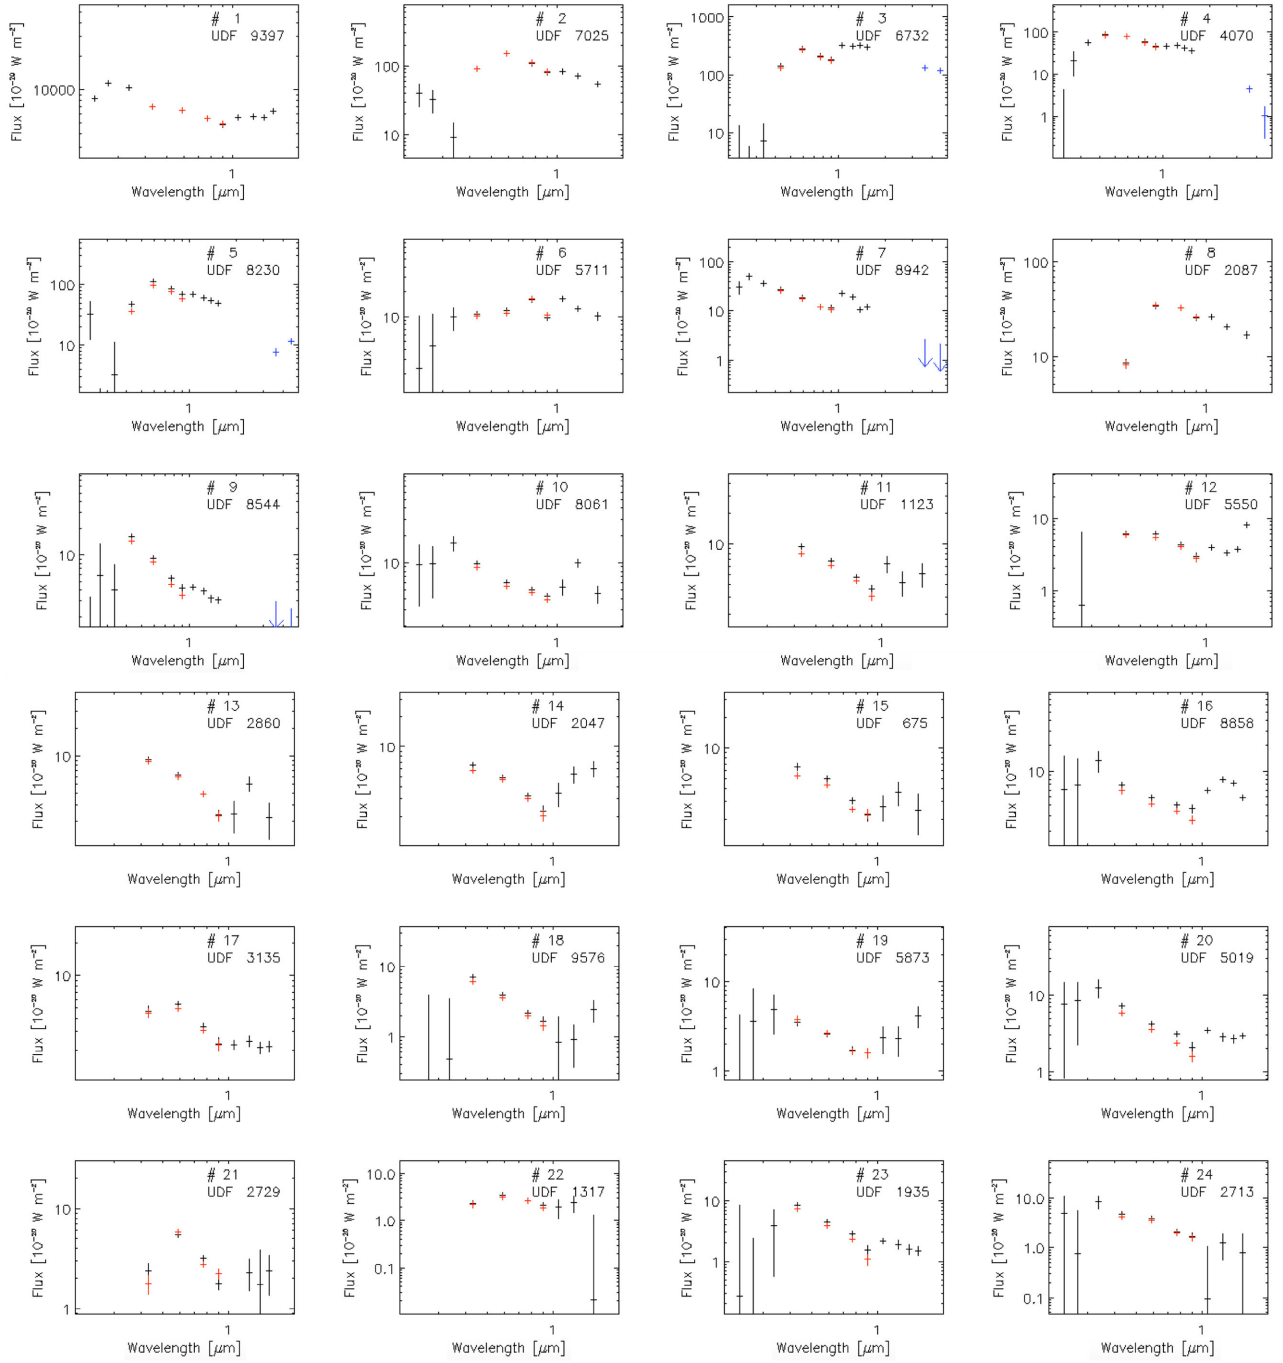 # 1
UDF 9397
Flux [10⁻²⁰ W m⁻²]
10000
1
Wavelength [μm]
# 2
UDF 7025
Flux [10⁻²⁰ W m⁻²]
100
10
1
Wavelength [μm]
# 3
UDF 6732
Flux [10⁻²⁰ W m⁻²]
1000
100
10
1
Wavelength [μm]
# 4
UDF 4070
Flux [10⁻²⁰ W m⁻²]
100
10
1
1
Wavelength [μm]
# 5
UDF 8230
Flux [10⁻²⁰ W m⁻²]
100
10
1
Wavelength [μm]
# 6
UDF 5711
Flux [10⁻²⁰ W m⁻²]
10
1
Wavelength [μm]
# 7
UDF 8942
Flux [10⁻²⁰ W m⁻²]
100
10
1
1
Wavelength [μm]
# 8
UDF 2087
Flux [10⁻²⁰ W m⁻²]
100
10
1
Wavelength [μm]
# 9
UDF 8544
Flux [10⁻²⁰ W m⁻²]
10
1
Wavelength [μm]
# 10
UDF 8061
Flux [10⁻²⁰ W m⁻²]
10
1
Wavelength [μm]
# 11
UDF 1123
Flux [10⁻²⁰ W m⁻²]
10
1
Wavelength [μm]
# 12
UDF 5550
Flux [10⁻²⁰ W m⁻²]
10
1
1
Wavelength [μm]
# 13
UDF 2860
Flux [10⁻²⁰ W m⁻²]
10
1
Wavelength [μm]
# 14
UDF 2047
Flux [10⁻²⁰ W m⁻²]
10
1
Wavelength [μm]
# 15
UDF 675
Flux [10⁻²⁰ W m⁻²]
10
1
Wavelength [μm]
# 16
UDF 8858
Flux [10⁻²⁰ W m⁻²]
10
1
Wavelength [μm]
# 17
UDF 3135
Flux [10⁻²⁰ W m⁻²]
10
1
Wavelength [μm]
# 18
UDF 9576
Flux [10⁻²⁰ W m⁻²]
10
1
1
Wavelength [μm]
# 19
UDF 5873
Flux [10⁻²⁰ W m⁻²]
10
1
1
Wavelength [μm]
# 20
UDF 5019
Flux [10⁻²⁰ W m⁻²]
10
1
1
Wavelength [μm]
# 21
UDF 2729
Flux [10⁻²⁰ W m⁻²]
10
1
1
Wavelength [μm]
# 22
UDF 1317
Flux [10⁻²⁰ W m⁻²]
10.0
1.0
0.1
1
Wavelength [μm]
# 23
UDF 1935
Flux [10⁻²⁰ W m⁻²]
10
1
1
Wavelength [μm]
# 24
UDF 2713
Flux [10⁻²⁰ W m⁻²]
10.0
1.0
0.1
1
Wavelength [μm]